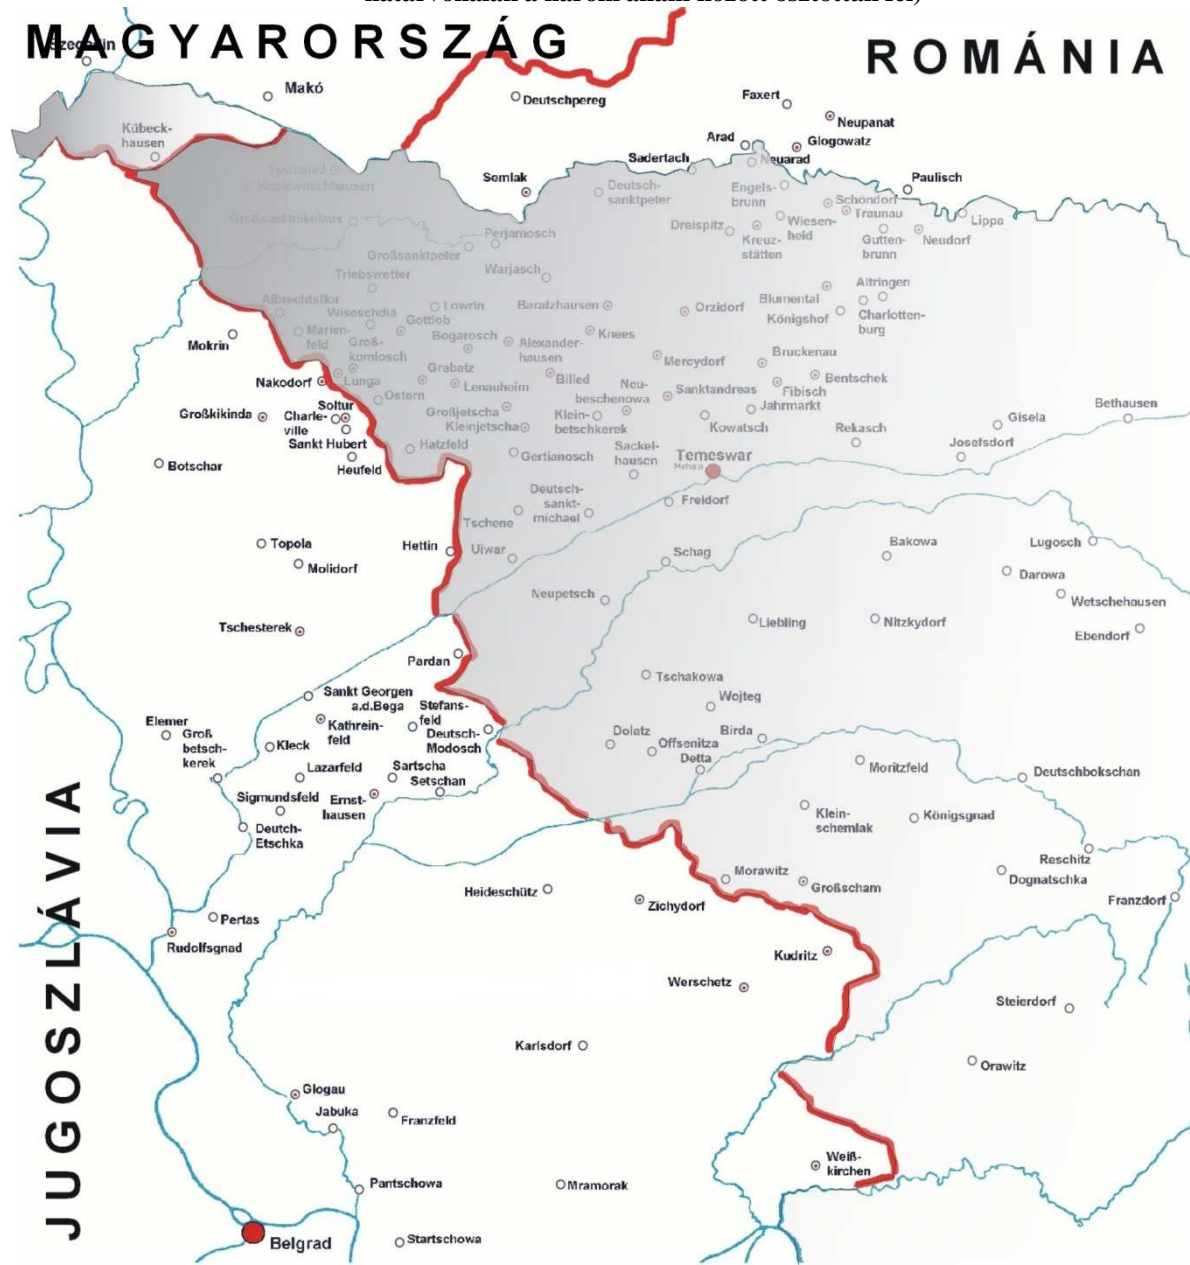 MAGYARORSZÁG
ROMÁNIA
JUGOSZLÁVIA
Szegedin
Makó
Deutschpereg
Faxert
Neupanat
Arad
Glogowatz
Kübeck-
hausen
Sadertach
Neuarad
Semlak
Deutsch-
sanktpeter
Engels-
brunn
Paulisch
Schöndorf
Traunau
Lippa
Großsanktnikolaus
Dreispitz
Wiesen-
heid
Kreuz-
stätten
Gutten-
brunn
Neudorf
Perjamosch
Großsanktpeter
Warjasch
Triebswetter
Altringen
Albrechtsflor
Lowrin
Baratzhausen
Orzidorf
Blumental
Königshof
Charlotten-
burg
Wiseschdia
Gottlob
Marien-
feld
Mokrin
Groß-
komlosch
Bogarosch
Alexander-
hausen
Knees
Mercydorf
Bruckenau
Nakodorf
Lunga
Grabatz
Lenauheim
Billed
Neu-
beschenowa
Sanktandreas
Fibisch
Bentschek
Ostern
Großkikinda
Soltur
Charle-
ville
Sankt Hubert
Heufeld
Großjetscha
Kleinjetscha
Klein-
betschkerek
Kowatsch
Jahrmarkt
Gisela
Bethausen
Rekasch
Josefsdorf
Hatzfeld
Gertianosch
Sackel-
hausen
Temeswar
Mehala
Botschar
Freidorf
Deutsch-
sankt-
michael
Tschene
Topola
Molidorf
Hettin
Uiwar
Schag
Bakowa
Lugosch
Darowa
Wetschehausen
Neupetsch
Tschesterek
Liebling
Nitzkydorf
Ebendorf
Pardan
Tschakowa
Sankt Georgen
a.d.Bega
Stefans-
feld
Wojteg
Elemer
Groß
betsch-
kerek
Kathrein-
feld
Deutsch-
Modosch
Kleck
Dolatz
Offsenitza
Birda
Detta
Lazarfeld
Sartscha
Setschan
Moritzfeld
Deutschbokschan
Sigmundsfeld
Ernst-
hausen
Deutch-
Etschka
Klein-
schemlak
Königsgnad
Reschitz
Dognatschka
Heideschütz
Morawitz
Großscham
Zichydorf
Franzdorf
Pertas
Rudolfsgnad
Kudritz
Werschetz
Steierdorf
Karlsdorf
Orawitz
Glogau
Jabuka
Franzfeld
Weiß-
kirchen
Pantschowa
Mramorak
Belgrad
Startschowa